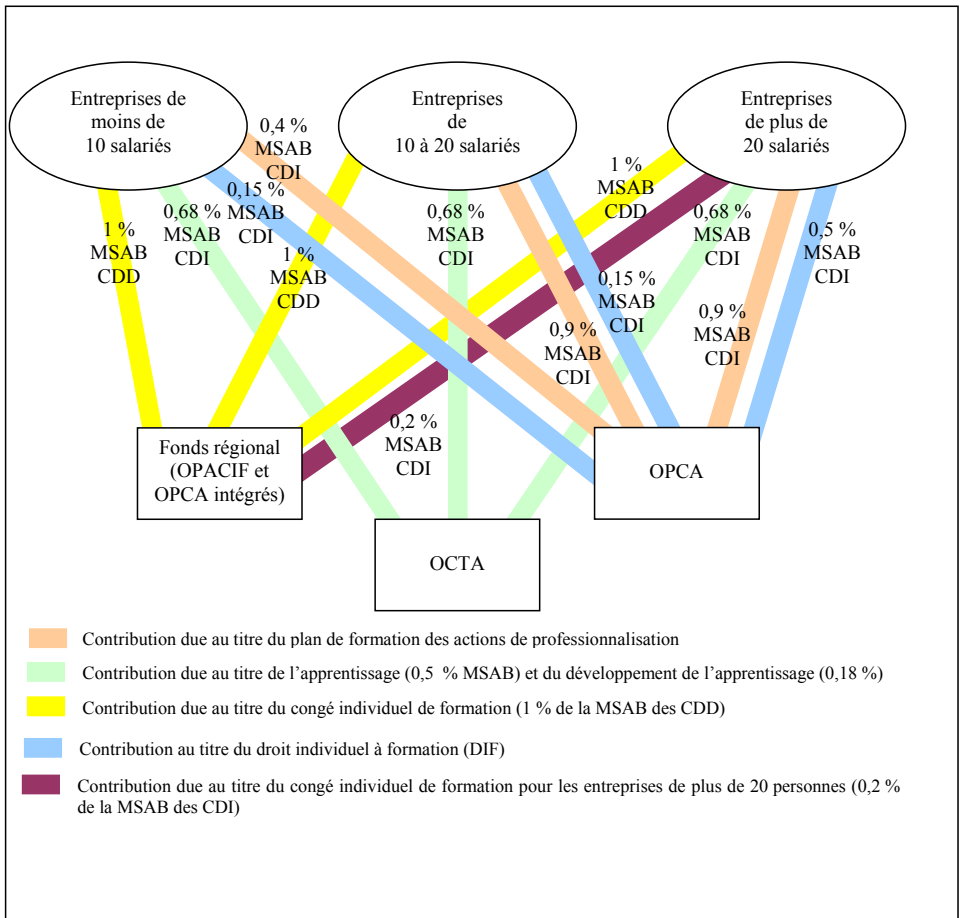 Entreprises de
moins de
10 salariés
Entreprises
de
10 à 20 salariés
Entreprises
de plus de
20 salariés
0,4 %
MSAB
CDI
1 %
MSAB
CDD
0,68 %
MSAB
CDI
0,15 %
MSAB
CDI
1 %
MSAB
CDD
0,68 %
MSAB
CDI
1 %
MSAB
CDD
0,68 %
MSAB
CDI
0,5 %
MSAB
CDI
0,15 %
MSAB
CDI
0,9 %
MSAB
CDI
0,9 %
MSAB
CDI
0,2 %
MSAB
CDI
Fonds régional
(OPACIF et
OPCA intégrés)
OPCA
OCTA
Contribution due au titre du plan de formation des actions de professionnalisation
Contribution due au titre de l'apprentissage (0,5 % MSAB) et du développement de l'apprentissage (0,18 %)
Contribution due au titre du congé individuel de formation (1 % de la MSAB des CDD)
Contribution au titre du droit individuel à formation (DIF)
Contribution due au titre du congé individuel de formation pour les entreprises de plus de 20 personnes (0,2 %
de la MSAB des CDI)